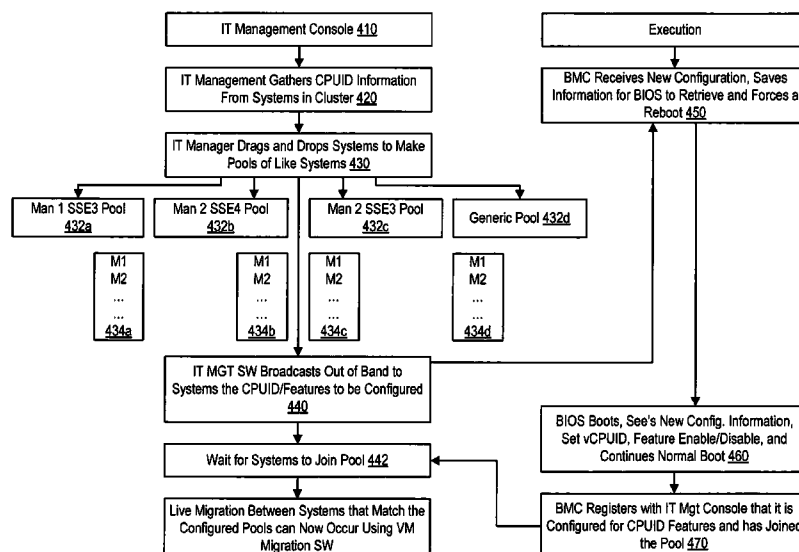 IT Management Console 410
IT Management Gathers CPUID Information
From Systems in Cluster 420
IT Manager Drags and Drops Systems to Make
Pools of Like Systems 430
Man 1 SSE3 Pool
432a
Man 2 SSE4 Pool
432b
Man 2 SSE3 Pool
432c
Generic Pool 432d
M1
M2
...
...
434a
M1
M2
...
...
434b
M1
M2
...
...
434c
M1
M2
...
...
434d
IT MGT SW Broadcasts Out of Band to
Systems the CPUID/Features to be Configured
440
Wait for Systems to Join Pool 442
Live Migration Between Systems that Match the
Configured Pools can Now Occur Using VM
Migration SW
Execution
BMC Receives New Configuration, Saves
Information for BIOS to Retrieve and Forces a
Reboot 450
BIOS Boots, See's New Config. Information,
Set vCPUID, Feature Enable/Disable, and
Continues Normal Boot 460
BMC Registers with IT Mgt Console that it is
Configured for CPUID Features and has Joined
the Pool 470